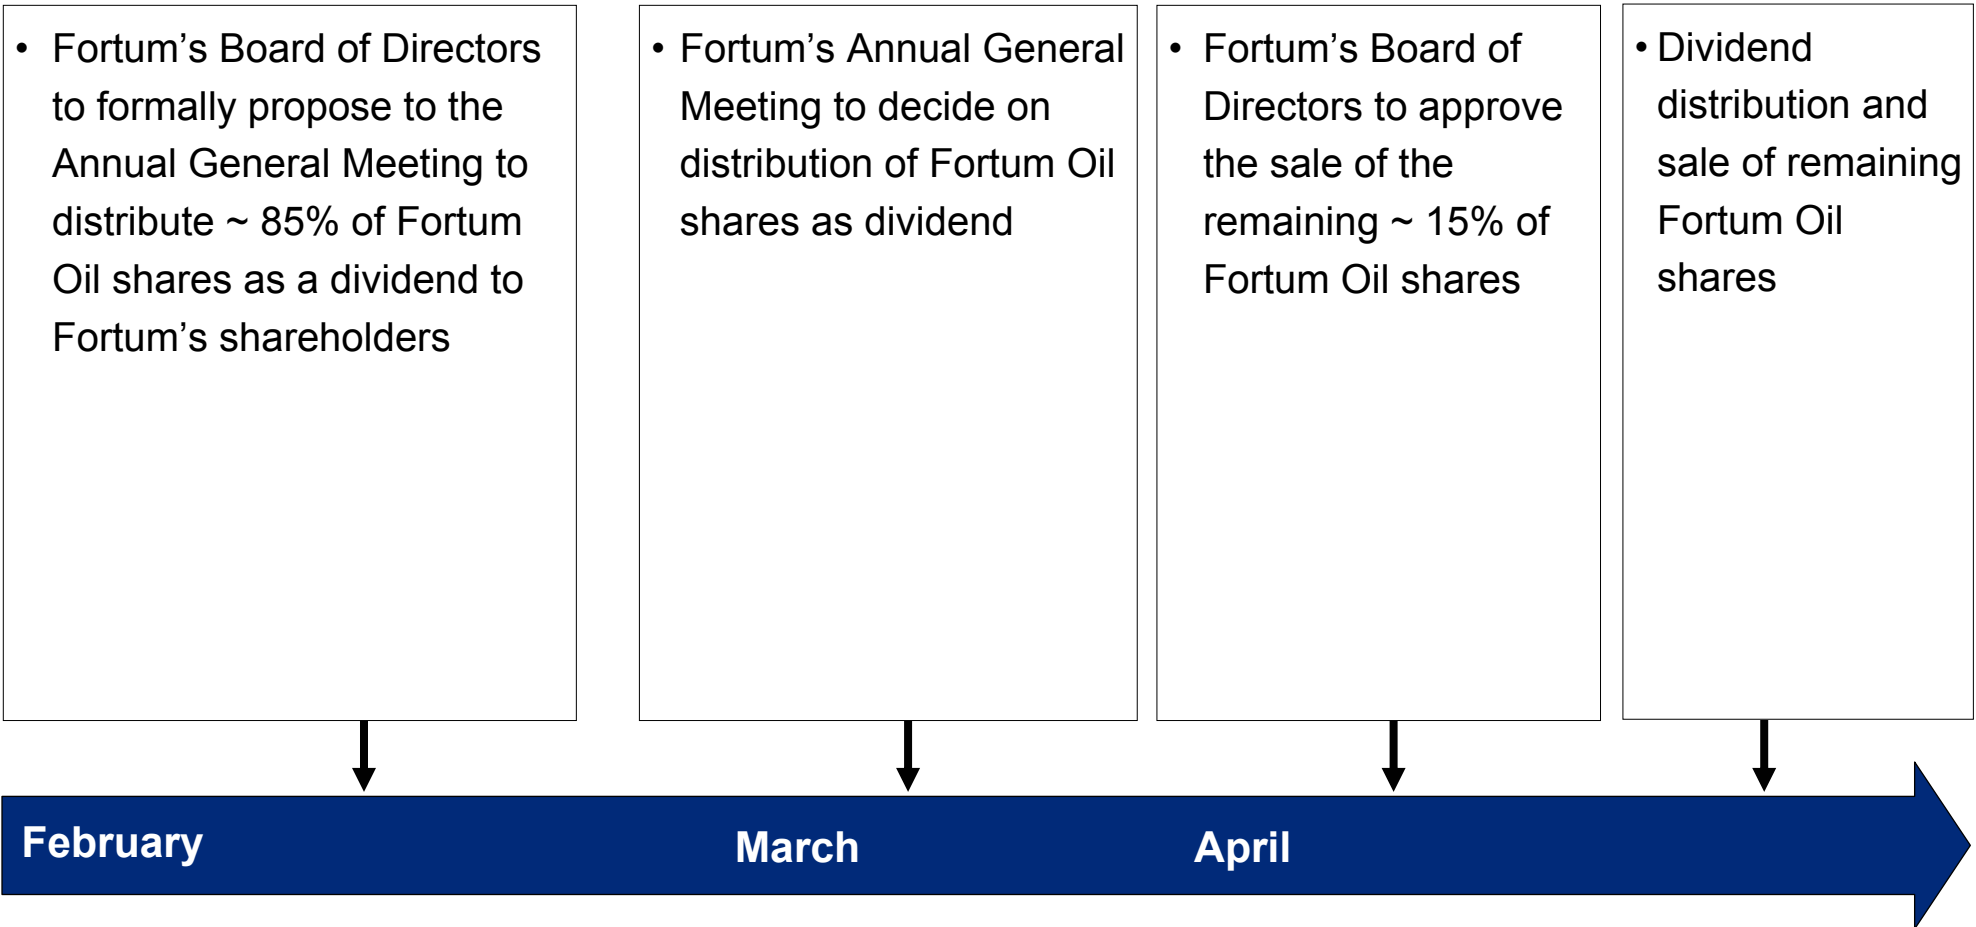 • Fortum’s Board of Directors
to formally propose to the
Annual General Meeting to
distribute ~ 85% of Fortum
Oil shares as a dividend to
Fortum’s shareholders
• Fortum’s Annual General
Meeting to decide on
distribution of Fortum Oil
shares as dividend
• Fortum’s Board of
Directors to approve
the sale of the
remaining ~ 15% of
Fortum Oil shares
• Dividend
distribution and
sale of remaining
Fortum Oil
shares
February
March
April